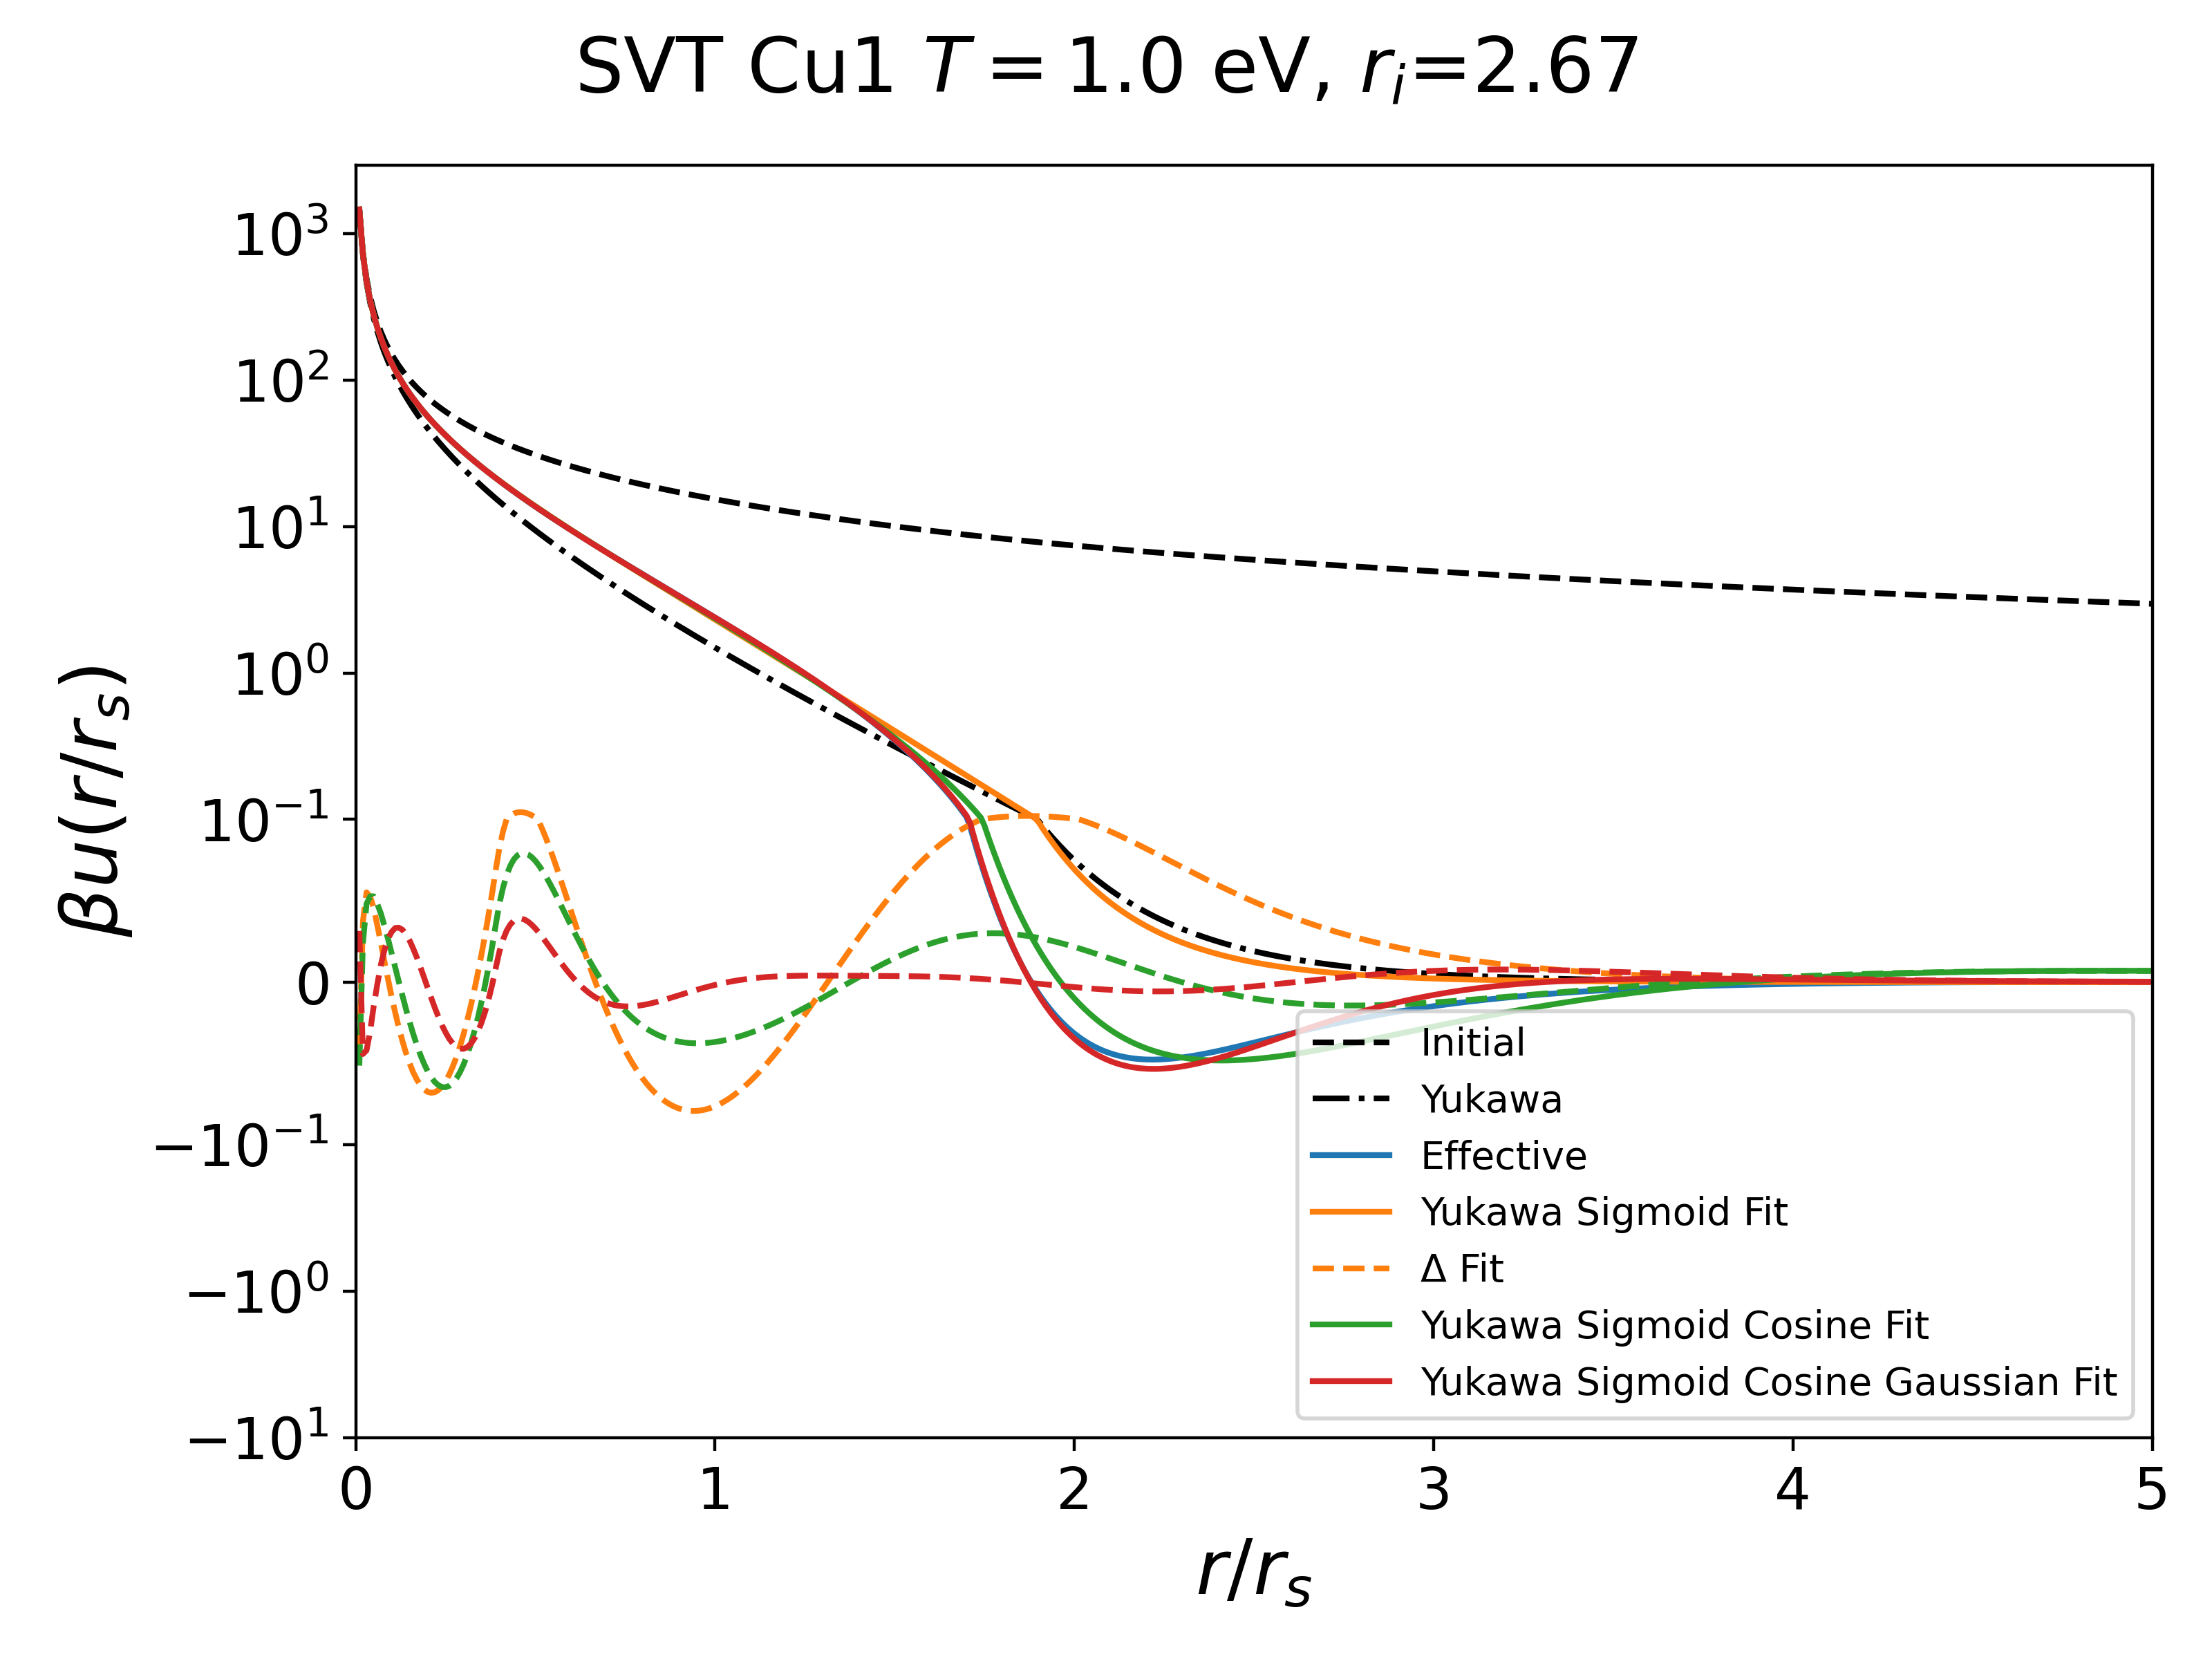 SVT Cu1 T = 1.0 eV, r_i=2.67
βu(r/r_s)
10^3
10^2
10^1
10^0
10^−1
0
−10^−1
−10^0
−10^1
Initial
Yukawa
Effective
Yukawa Sigmoid Fit
Δ Fit
Yukawa Sigmoid Cosine Fit
Yukawa Sigmoid Cosine Gaussian Fit
0 1 2 3 4 5
r/r_s